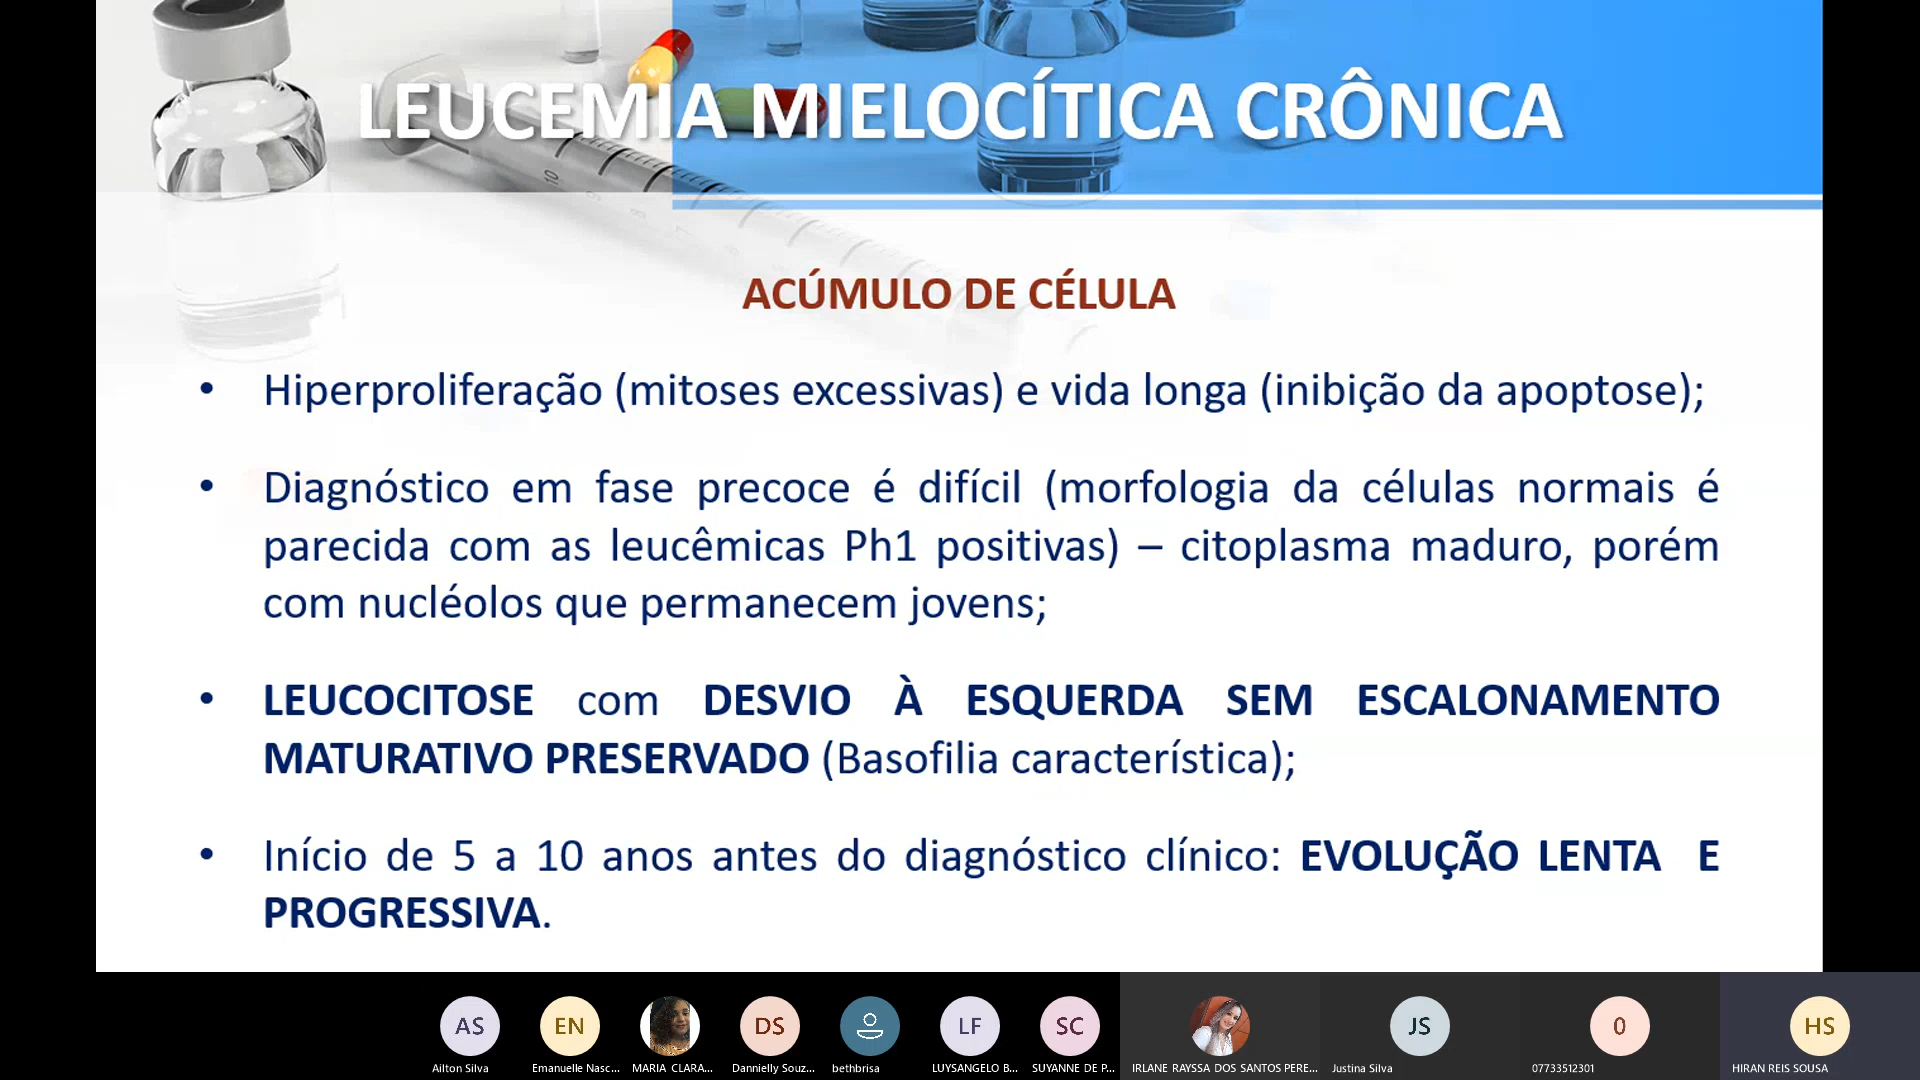 LEUCEMIA MIELOCÍTICA CRÔNICA
10
ACÚMULO DE CÉLULA
• Hiperproliferação (mitoses excessivas) e vida longa (inibição da apoptose);
• Diagnóstico em fase precoce é difícil (morfologia da células normais é
parecida com as leucêmicas Ph1 positivas) – citoplasma maduro, porém
com nucléolos que permanecem jovens;
• LEUCOCITOSE com DESVIO À ESQUERDA SEM ESCALONAMENTO
MATURATIVO PRESERVADO (Basofilia característica);
• Início de 5 a 10 anos antes do diagnóstico clínico: EVOLUÇÃO LENTA E
PROGRESSIVA.
AS EN DS LF SC JS 0 HS
Ailton Silva Emanuelle Nasc... MARIA CLARA... Dannielly Souz... bethbrisa LUYSANGELO B... SUYANNE DE P... IRLANE RAYSSA DOS SANTOS PERE... Justina Silva 07733512301 HIRAN REIS SOUSA